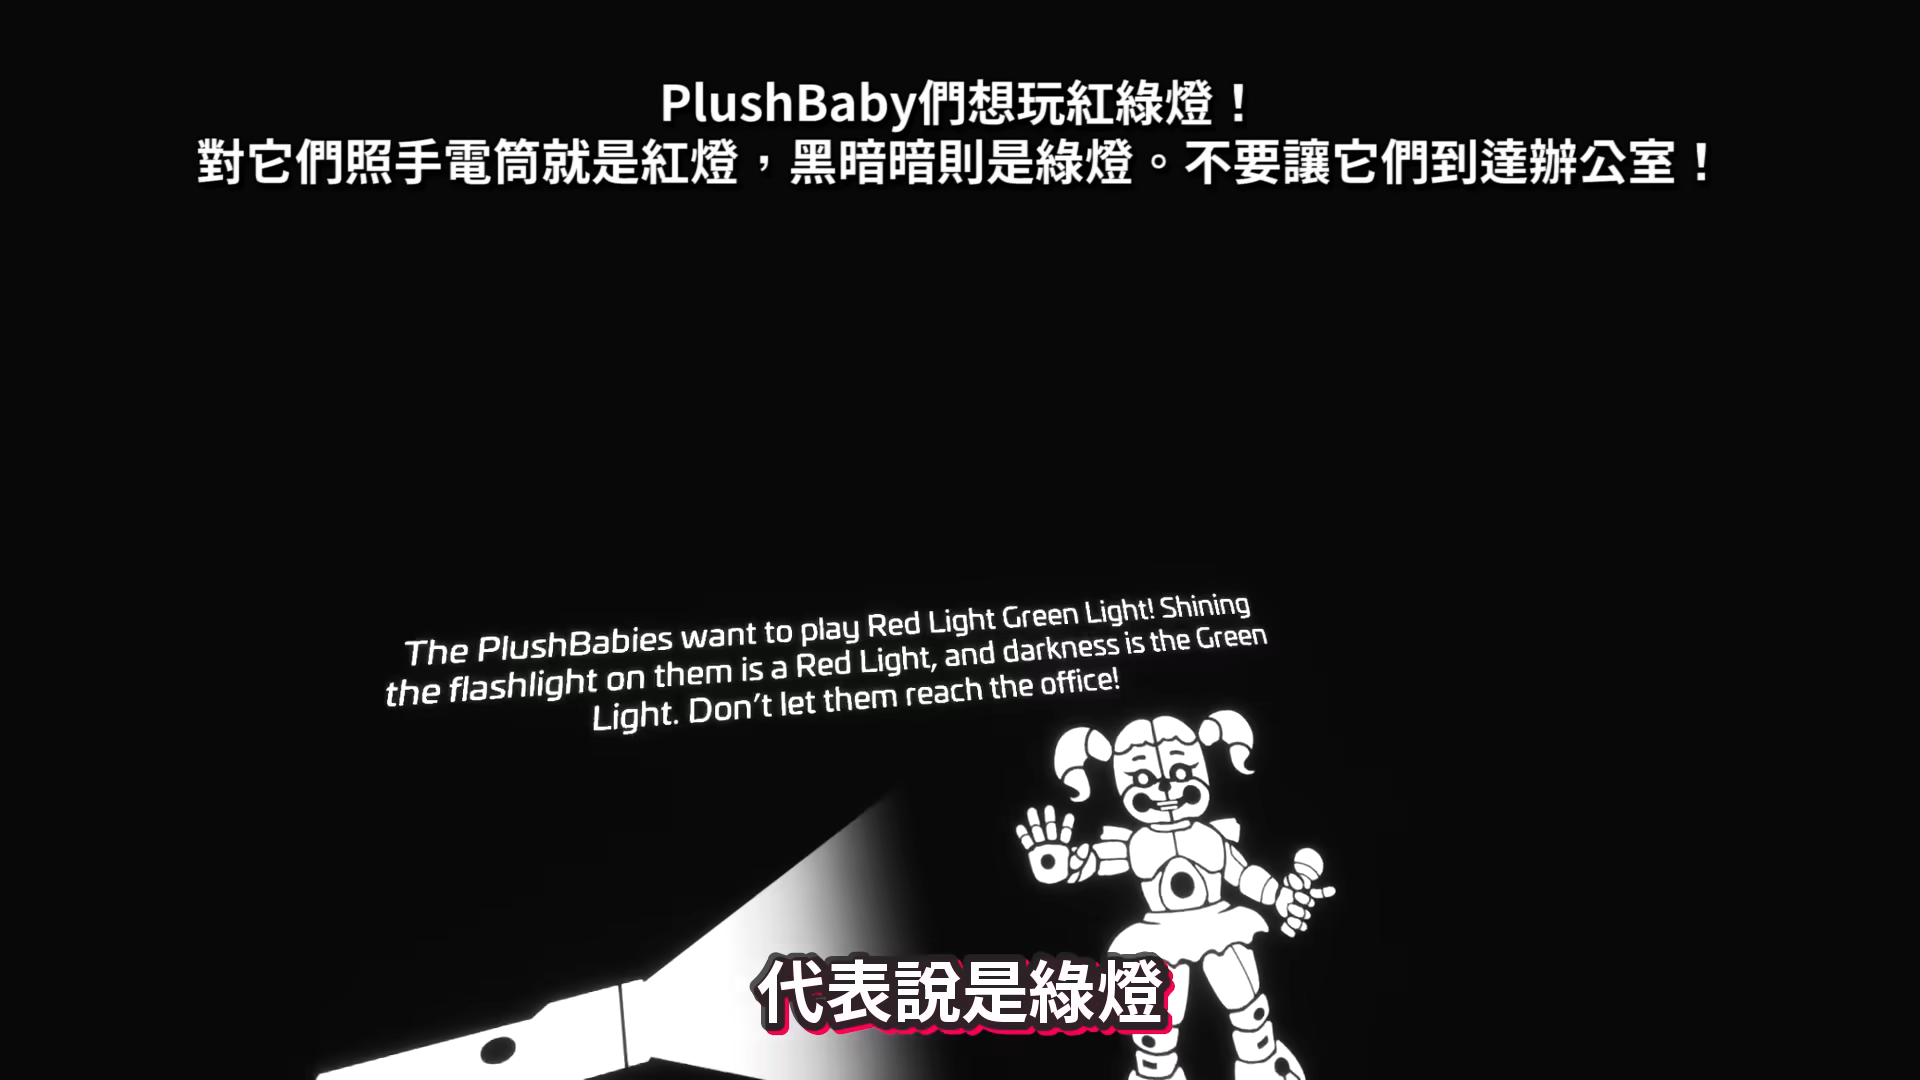 PlushBaby們想玩紅綠燈！
對它們照手電筒就是紅燈，黑暗暗則是綠燈。不要讓它們到達辦公室！
The PlushBabies want to play Red Light Green Light! Shining
the flashlight on them is a Red Light, and darkness is the Green
Light. Don't let them reach the office!
代表說是綠燈